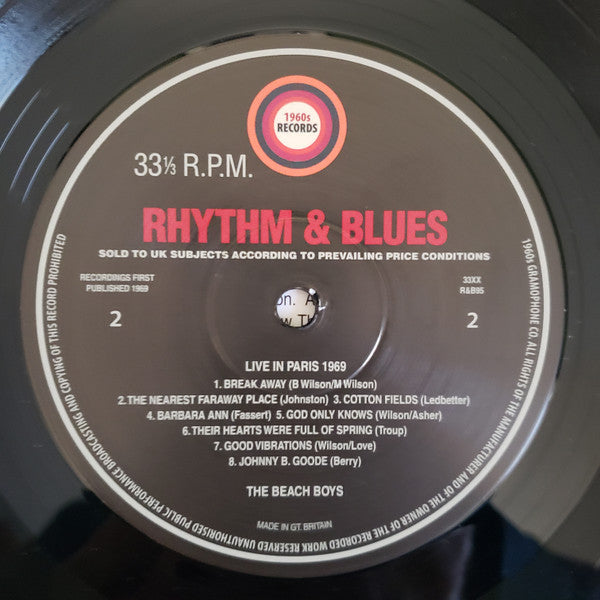 1960s
RECORDS
33⅓ R.P.M.
RHYTHM & BLUES
SOLD TO UK SUBJECTS ACCORDING TO PREVAILING PRICE CONDITIONS
RECORDINGS FIRST
PUBLISHED 1969
33XX
R&B95
2
2
LIVE IN PARIS 1969
1. BREAK AWAY (B Wilson/M Wilson)
2.THE NEAREST FARAWAY PLACE (Johnston) 3. COTTON FIELDS (Ledbetter)
4. BARBARA ANN (Fassert) 5. GOD ONLY KNOWS (Wilson/Asher)
6.THEIR HEARTS WERE FULL OF SPRING (Troup)
7. GOOD VIBRATIONS (Wilson/Love)
8. JOHNNY B. GOODE (Berry)
THE BEACH BOYS
MADE IN GT. BRITAIN
1960s GRAMOPHONE CO. ALL RIGHTS OF THE MANUFACTURER AND OF THE OWNER OF THE RECORDED WORK RESERVED UNAUTHORISED PUBLIC PERFORMANCE BROADCASTING AND COPYING OF THIS RECORD PROHIBITED